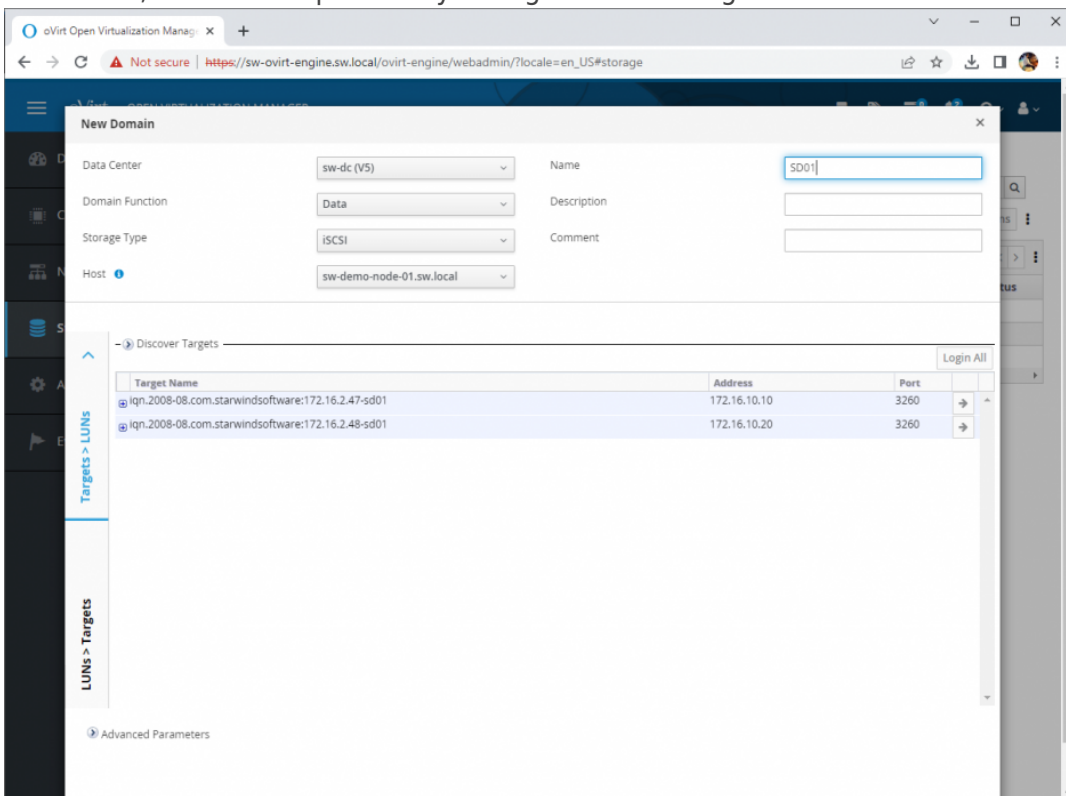 oVirt Open Virtualization Manag
Not secure | https://sw-ovirt-engine.sw.local/ovirt-engine/webadmin/?locale=en_US#storage
New Domain
Data Center sw-dc (V5) Name SD01
Domain Function Data Description
Storage Type iSCSI Comment
Host sw-demo-node-01.sw.local
Discover Targets
Login All
Target Name Address Port
iqn.2008-08.com.starwindsoftware:172.16.2.47-sd01 172.16.10.10 3260
iqn.2008-08.com.starwindsoftware:172.16.2.48-sd01 172.16.10.20 3260
Targets > LUNs
LUNs > Targets
Advanced Parameters